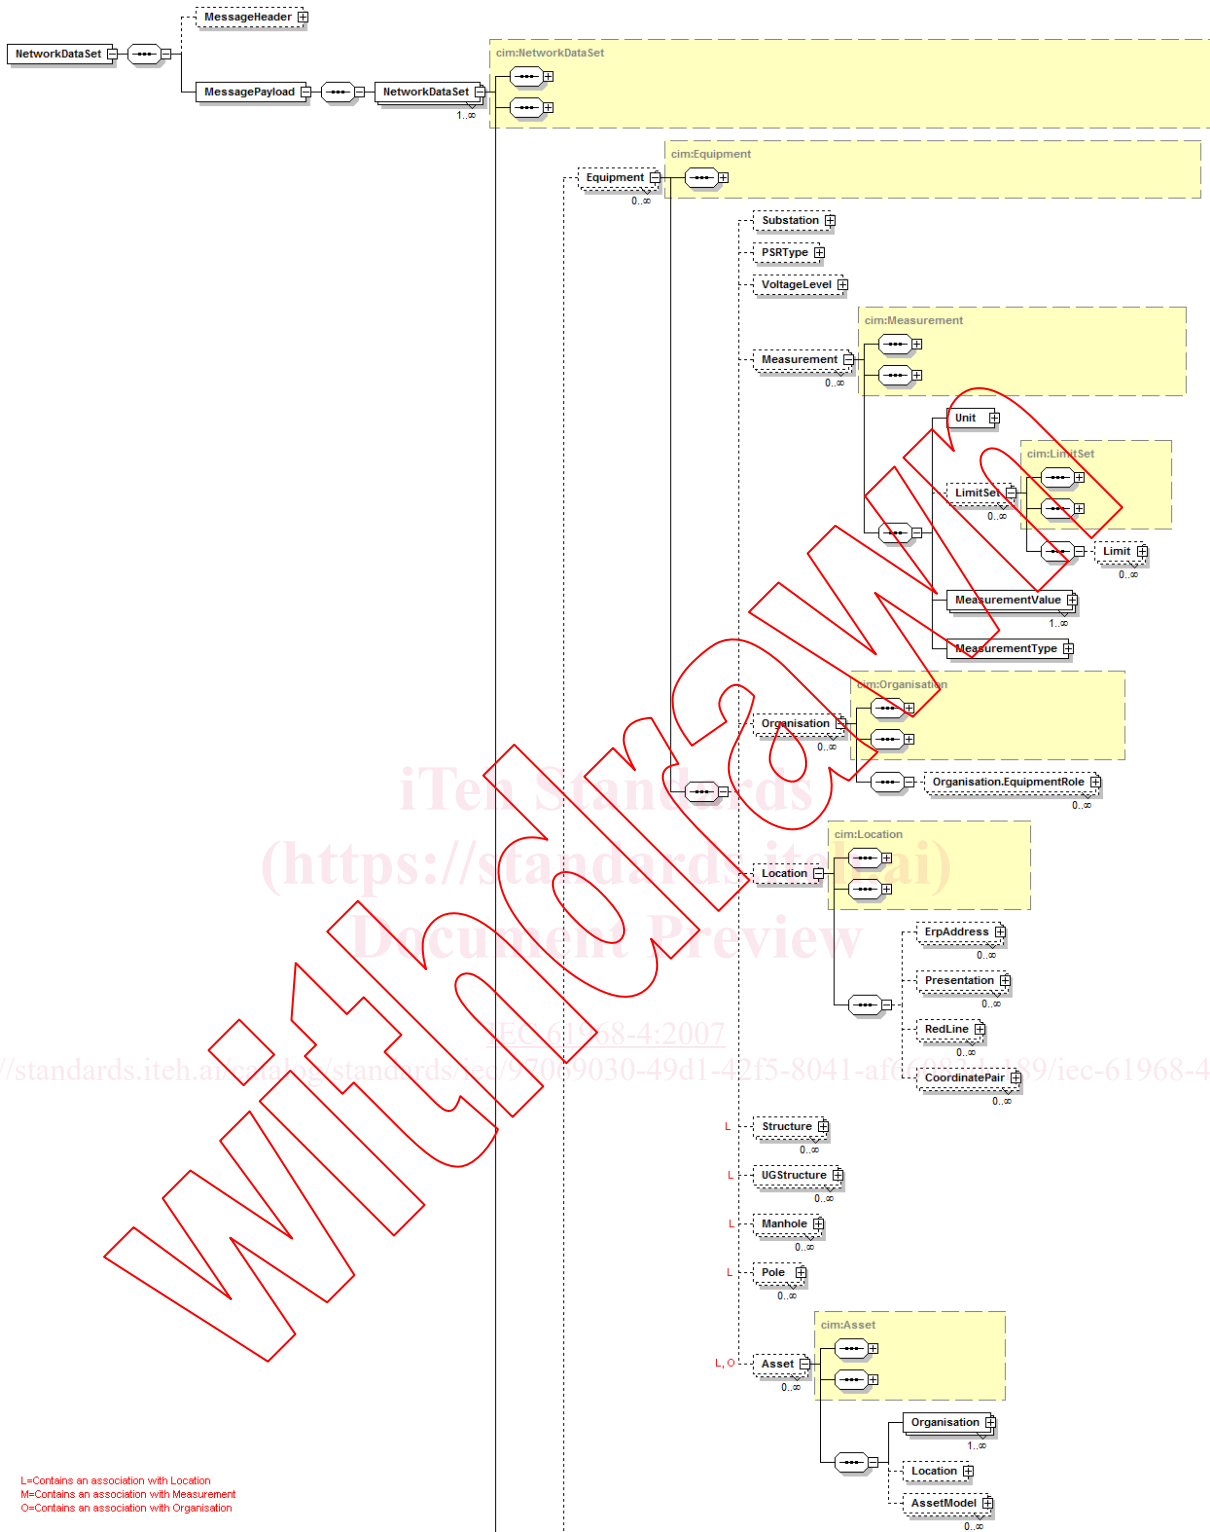 MessageHeader
NetworkDataSet
cim:NetworkDataSet
MessagePayload
NetworkDataSet
1..∞
cim:Equipment
Equipment
0..∞
Substation
PSRType
VoltageLevel
cim:Measurement
Measurement
0..∞
Unit
cim:LimitSet
LimitSet
0..∞
Limit
0..∞
MeasurementValue
1..∞
MeasurementType
cim:Organisation
Organisation
0..∞
Organisation.EquipmentRole
0..∞
iTeh Standards
cim:Location
(https://standards.iteh.ai)
Location
ErpAddress
0..∞
Document Preview
Presentation
0..∞
RedLine
0..∞
IEC 61968-4:2007
CoordinatePair
0..∞
L
Structure
0..∞
L
UGStructure
0..∞
L
Manhole
0..∞
L
Pole
0..∞
cim:Asset
L, O
Asset
0..∞
Organisation
1..∞
Location
AssetModel
0..∞
L=Contains an association with Location
M=Contains an association with Measurement
O=Contains an association with Organisation
withdrawn